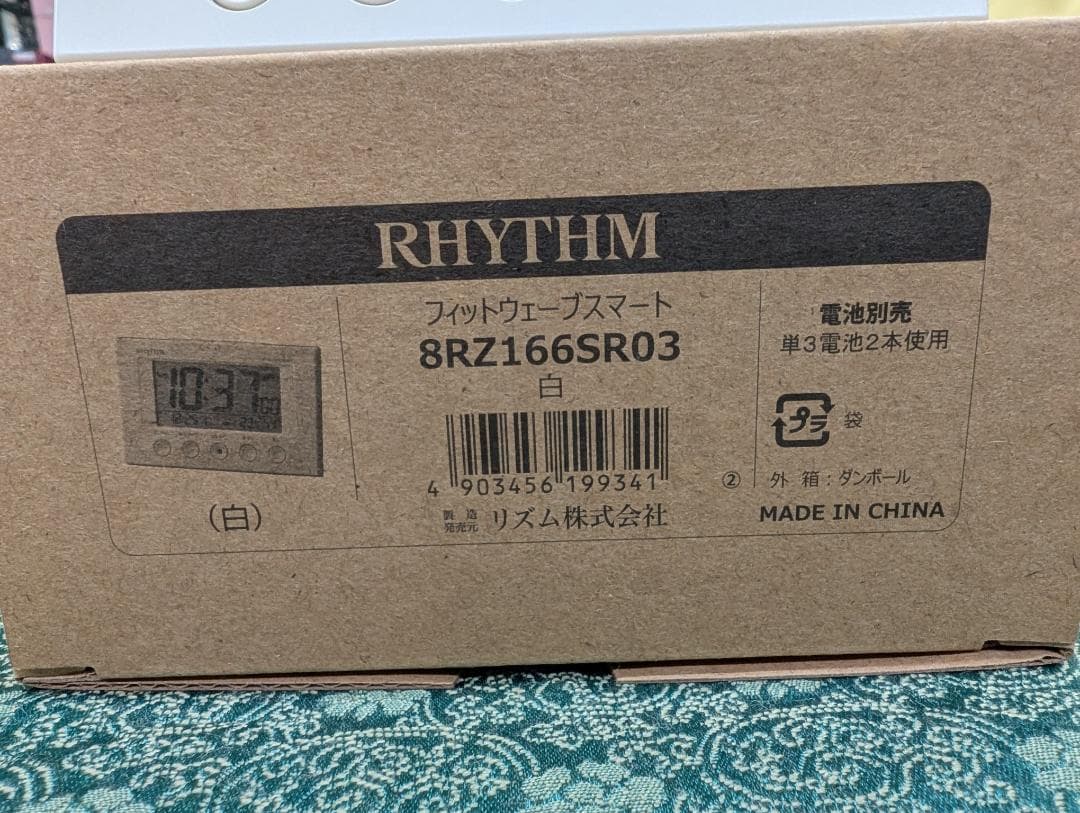 RHYTHM
フィットウェーブスマート
8RZ166SR03
白
4 903456 199341
製造
発売元 リズム株式会社
RHYTHM
10:37
(白)
電池別売
単3電池2本使用
プラ 袋
② 外箱:ダンボール
MADE IN CHINA